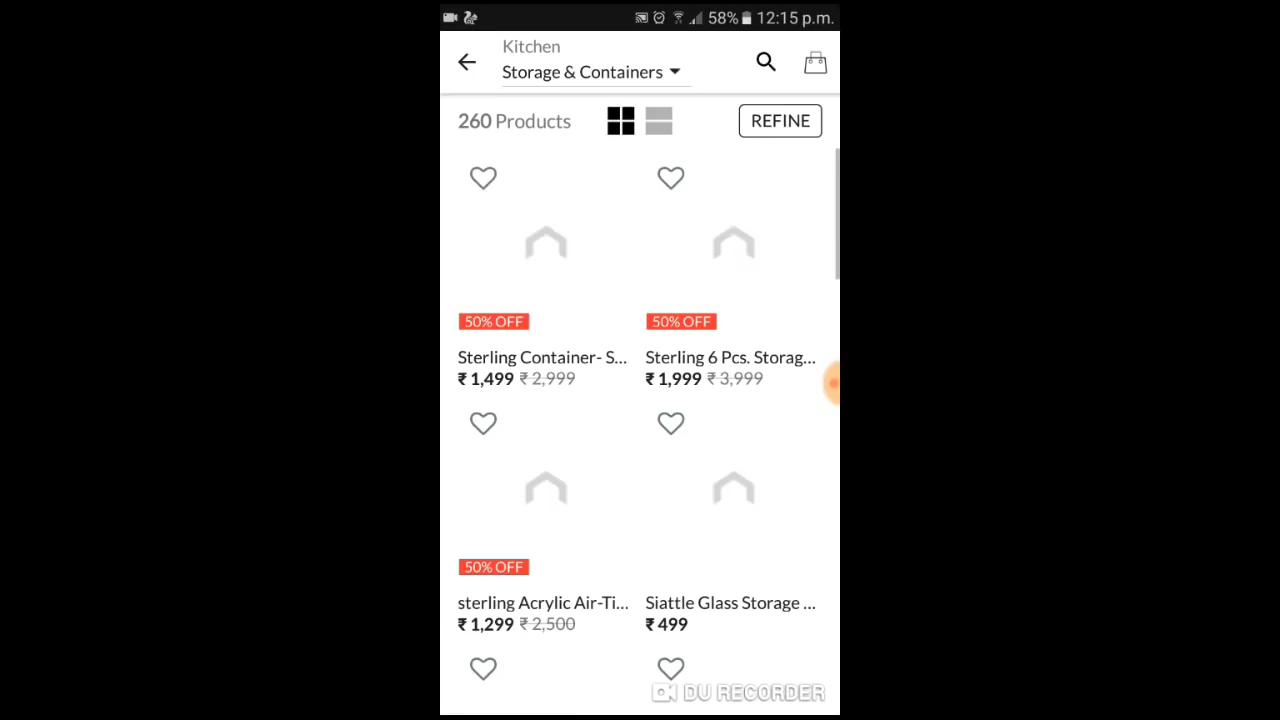 58% 12:15 p.m.
Kitchen
Storage & Containers
260 Products
REFINE
50% OFF 50% OFF
Sterling Container- S... Sterling 6 Pcs. Storag...
₹ 1,499 ₹ 2,999 ₹ 1,999 ₹ 3,999
50% OFF
sterling Acrylic Air-Ti... Siattle Glass Storage ...
₹ 1,299 ₹ 2,500 ₹ 499
DU RECORDER